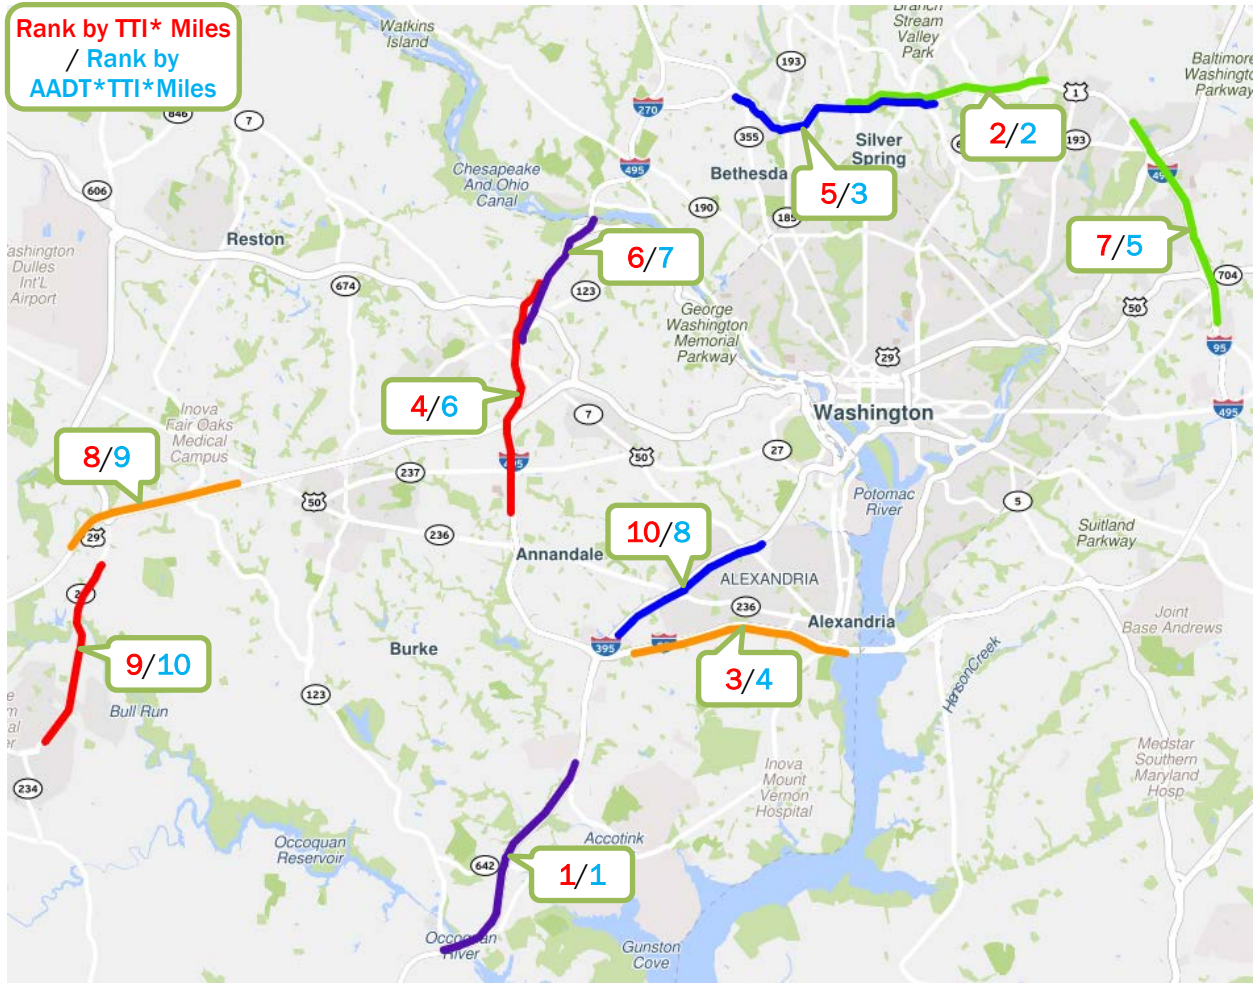 Rank by TTI* Miles
/ Rank by
AADT*TTI*Miles
Watkins
Island
Branch
Stream
Valley
Park
Baltimore
Washington
Parkway
193
270
1
846
7
355
Silver
Spring
2/2
193
495
Bethesda
Chesapeake
And Ohio
Canal
5/3
606
190
185
Reston
6/7
7/5
Washington
Dulles
Int'L
Airport
674
123
704
50
George
Washington
Memorial
Parkway
29
95
4/6
7
Washington
495
Inova
Fair Oaks
Medical
Campus
8/9
27
50
237
50
Potomac
River
5
236
10/8
Suitland
Parkway
29
Annandale
ALEXANDRIA
236
Alexandria
Joint
Base Andrews
395
Burke
9/10
3/4
Henson Creek
123
Bull Run
234
Medstar
Southern
Maryland
Hosp
Inova
Mount
Vernon
Hospital
Accotink
Occoquan
Reservoir
642
1/1
Occoquan
River
Gunston
Cove